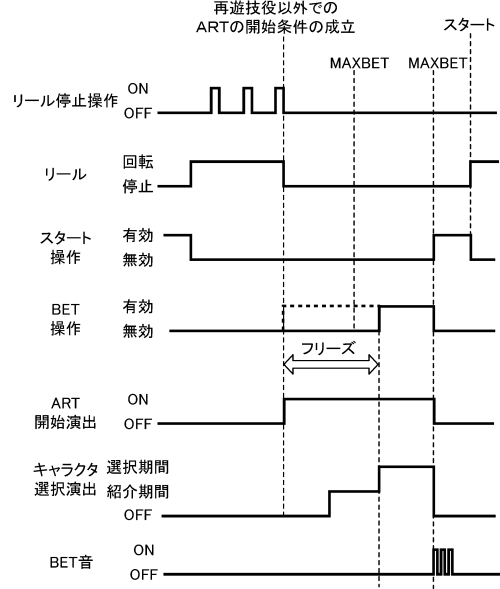 再遊技役以外での
ARTの開始条件の成立
スタート
MAXBET MAXBET
リール停止操作
ON
OFF
リール
回転
停止
スタート
操作
有効
無効
BET
操作
有効
無効
フリーズ
ART
開始演出
ON
OFF
キャラクタ
選択演出
選択期間
紹介期間
OFF
BET音
ON
OFF